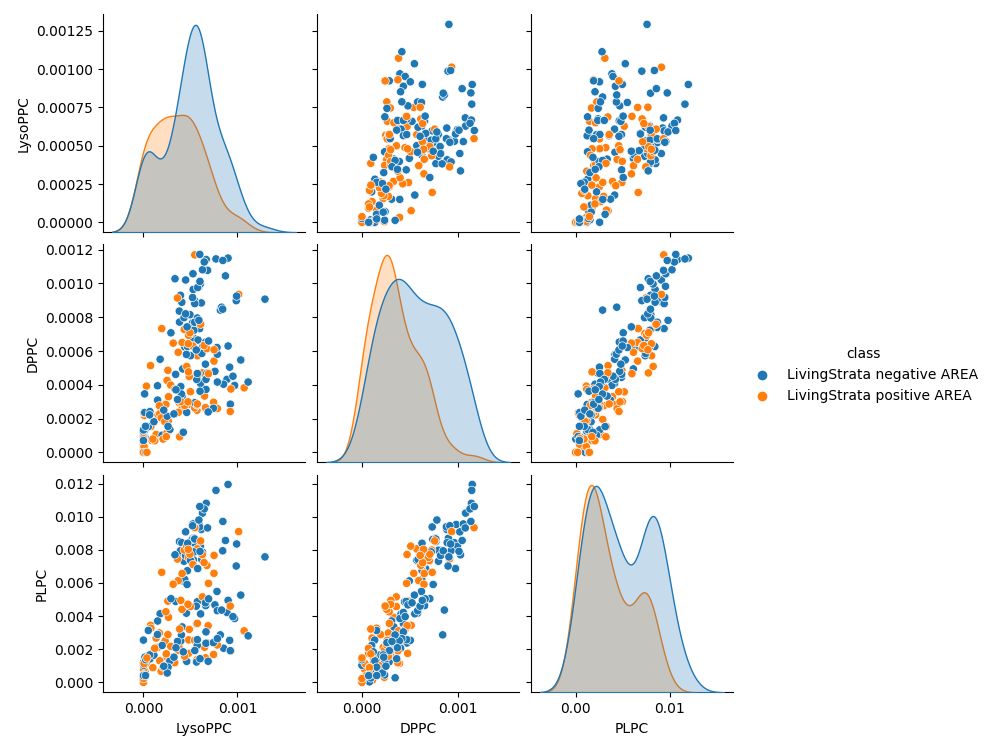 0.00125
0.00100
0.00075
0.00050
0.00025
0.00000
LysoPPC
0.0012
0.0010
0.0008
0.0006
0.0004
0.0002
0.0000
DPPC
class
LivingStrata negative AREA
LivingStrata positive AREA
0.012
0.010
0.008
0.006
0.004
0.002
0.000
PLPC
0.000 0.001
LysoPPC
0.000 0.001
DPPC
0.00 0.01
PLPC